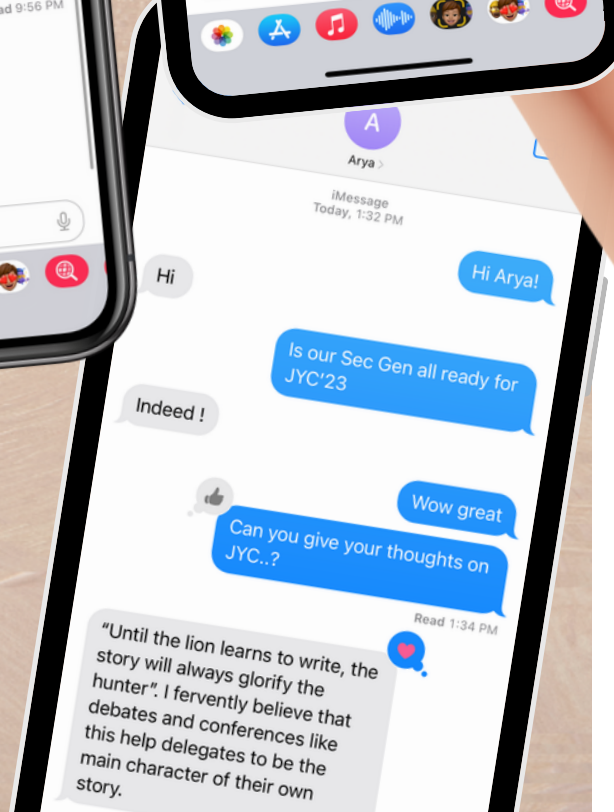 ad 9:56 PM
A
Arya
iMessage
Today, 1:32 PM
Hi Arya!
Hi
Is our Sec Gen all ready for
JYC'23
Indeed !
Wow great
Can you give your thoughts on
JYC..?
Read 1:34 PM
"Until the lion learns to write, the
story will always glorify the
hunter". I fervently believe that
debates and conferences like
this help delegates to be the
main character of their own
story.